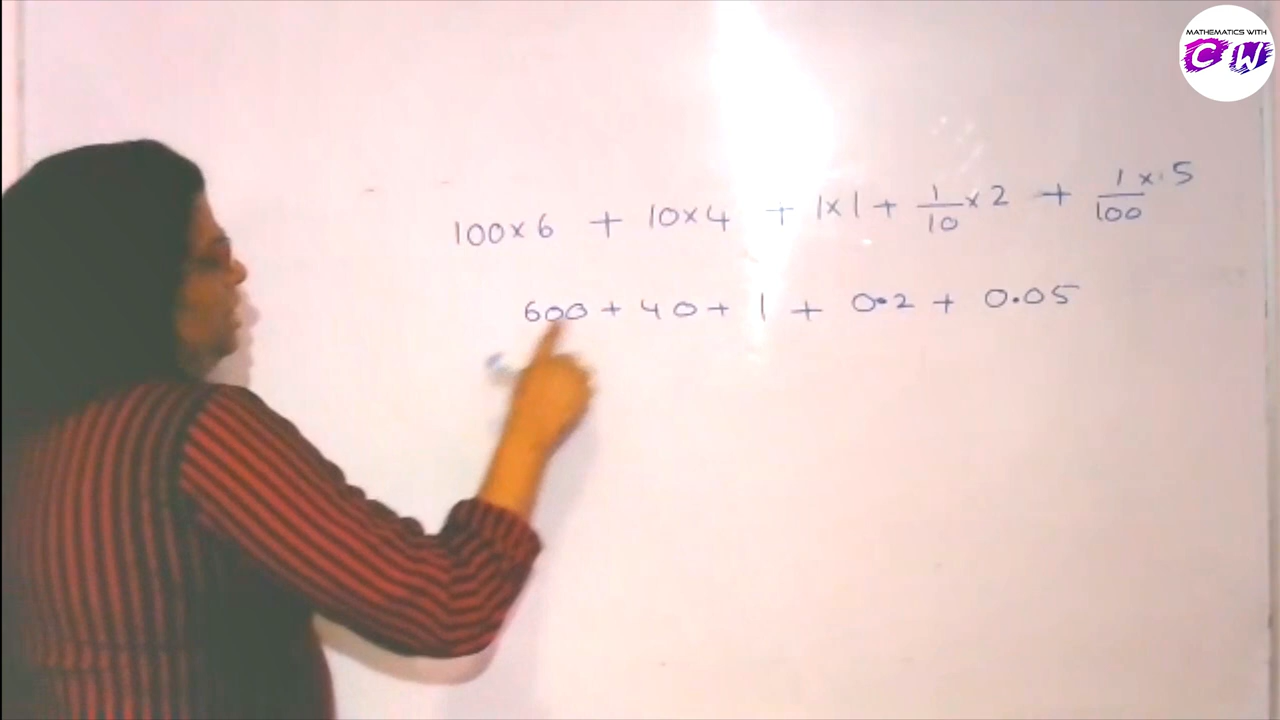 MATHEMATICS WITH
CW
100×6 + 10×4 + 1×1 + 1/10 ×2 + 1/100 ×5
600 + 40 + 1 + 0.2 + 0.05